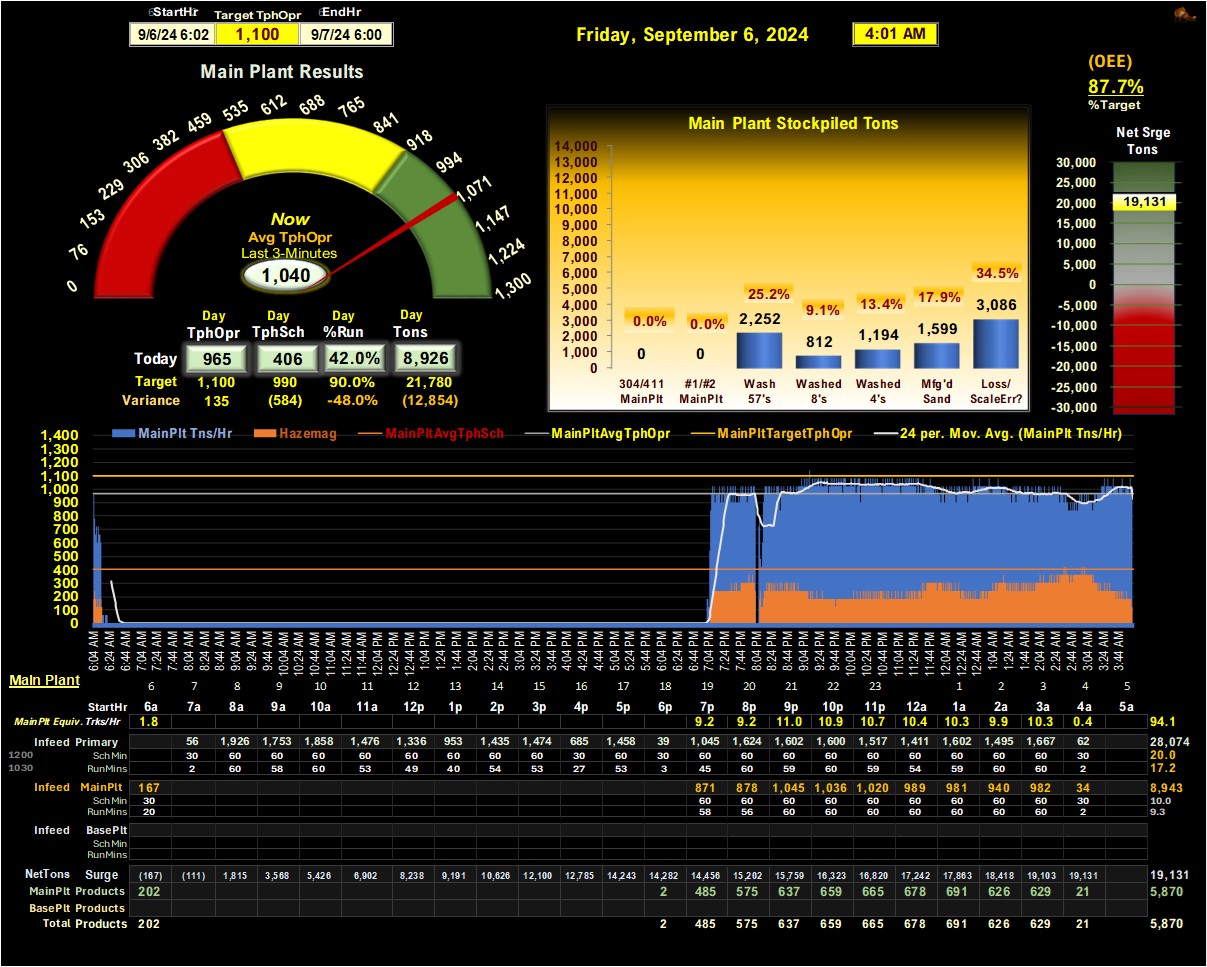 StartHr Target TphOpr EndHr
9/6/24 6:02 1,100 9/7/24 6:00
Friday, September 6, 2024 4:01 AM
(OEE)
87.7%
%Target
Main Plant Results
0 76 153 229 306 382 459 535 612 688 765 841 918 994 1,071 1,147 1,224 1,300
Now
Avg TphOpr
Last 3-Minutes
1,040
Day Day Day Day
TphOpr TphSch %Run Tons
Today 965 406 42.0% 8,926
Target 1,100 990 90.0% 21,780
Variance 135 (584) -48.0% (12,854)
Main Plant Stockpiled Tons
14,000
13,000
12,000
11,000
10,000
9,000
8,000
7,000
6,000
5,000
4,000
3,000
2,000
1,000
0
0.0% 0.0% 25.2% 9.1% 13.4% 17.9% 34.5%
0 0 2,252 812 1,194 1,599 3,086
304/411 #1/#2 Wash Washed Washed Mfg'd Loss/
MainPlt MainPlt 57's 8's 4's Sand ScaleErr?
Net Srge
Tons
30,000
25,000
20,000
19,131
10,000
5,000
0
-5,000
-10,000
-15,000
-20,000
-25,000
-30,000
MainPlt Tns/Hr Hazemag MainPltAvgTphSch MainPltAvgTphOpr MainPltTargetTphOpr 24 per. Mov. Avg. (MainPlt Tns/Hr)
1,400
1,300
1,200
1,100
1,000
900
800
700
600
500
400
300
200
100
0
6:04 AM 6:24 AM 6:44 AM 7:04 AM 7:24 AM 7:44 AM 8:04 AM 8:24 AM 8:44 AM 9:04 AM 9:24 AM 9:44 AM 10:04 AM 10:24 AM 10:44 AM 11:04 AM 11:24 AM 11:44 AM 12:04 PM 12:24 PM 12:44 PM 1:04 PM 1:24 PM 1:44 PM 2:04 PM 2:24 PM 2:44 PM 3:04 PM 3:24 PM 3:44 PM 4:04 PM 4:24 PM 4:44 PM 5:04 PM 5:24 PM 5:44 PM 6:04 PM 6:24 PM 6:44 PM 7:04 PM 7:24 PM 7:44 PM 8:04 PM 8:24 PM 8:44 PM 9:04 PM 9:24 PM 9:44 PM 10:04 PM 10:24 PM 10:44 PM 11:04 PM 11:24 PM 11:44 PM 12:04 AM 12:24 AM 12:44 AM 1:04 AM 1:24 AM 1:44 AM 2:04 AM 2:24 AM 2:44 AM 3:04 AM 3:24 AM 3:44 AM
Main Plant
6 7 8 9 10 11 12 13 14 15 16 17 18 19 20 21 22 23 1 2 3 4 5
StartHr 6a 7a 8a 9a 10a 11a 12p 1p 2p 3p 4p 5p 6p 7p 8p 9p 10p 11p 12a 1a 2a 3a 4a 5a
MainPlt Equiv. Trks/Hr 1.8 9.2 9.2 11.0 10.9 10.7 10.4 10.3 9.9 10.3 0.4 94.1
Infeed Primary 56 1,926 1,753 1,858 1,476 1,336 953 1,435 1,474 685 1,458 39 1,045 1,624 1,602 1,600 1,517 1,411 1,602 1,495 1,667 62 28,074
1200 Sch Min 30 60 60 60 60 60 60 60 60 30 60 30 60 60 60 60 60 60 60 60 60 30 20.0
1030 RunMins 2 60 58 60 53 49 40 54 53 27 53 3 45 60 59 60 59 54 59 60 60 2 17.2
Infeed MainPlt 167 871 878 1,045 1,036 1,020 989 981 940 982 34 8,943
Sch Min 30 60 60 60 60 60 60 60 60 60 30 10.0
RunMins 20 58 56 60 60 60 60 60 60 60 2 9.3
Infeed BasePlt
Sch Min
RunMins
NetTons Surge (167) (111) 1,815 3,568 5,426 6,902 8,238 9,191 10,626 12,100 12,785 14,243 14,282 14,456 15,202 15,759 16,323 16,820 17,242 17,863 18,418 19,103 19,131 19,131
MainPlt Products 202 2 485 575 637 659 665 678 691 626 629 21 5,870
BasePlt Products
Total Products 202 2 485 575 637 659 665 678 691 626 629 21 5,870